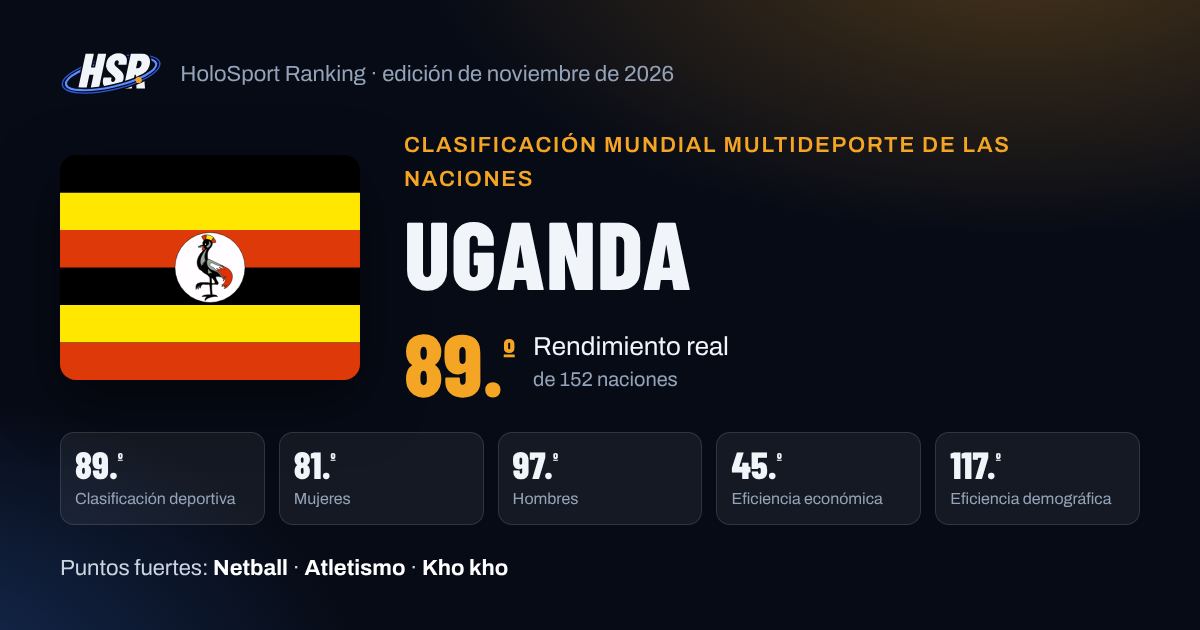 HSR
HoloSport Ranking · edición de noviembre de 2026
CLASIFICACIÓN MUNDIAL MULTIDEPORTE DE LAS
NACIONES
UGANDA
89.º Rendimiento real
de 152 naciones
89.º
Clasificación deportiva
81.º
Mujeres
97.º
Hombres
45.º
Eficiencia económica
117.º
Eficiencia demográfica
Puntos fuertes: Netball · Atletismo · Kho kho